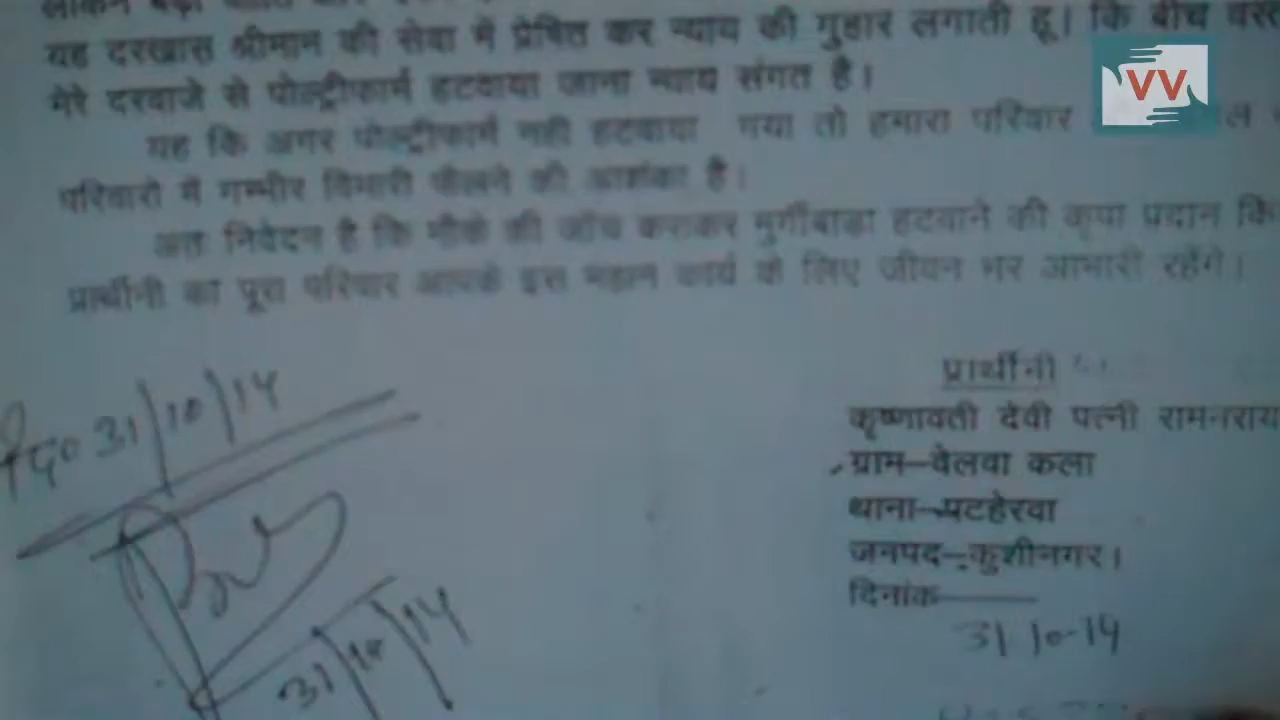 यह दरखास श्रीमान की सेवा में प्रेषित कर न्याय की गुहार लगाती हू। कि बीच
मेरे दरवाजे से पोल्ट्रीफार्म हटवाया जाना न्याय संगत है।
यह कि अगर पोल्ट्रीफार्म नही हटवाया गया तो हमारा परिवार
परिवारो में गम्भीर बिमारी फैलने की आशंका है।
अतः निवेदन है कि मौके की जाँच कराकर मुर्गीबाड़ा हटवाने की कृपा प्रदान
प्रार्थीनी का पूरा परिवार आपके इस महान कार्य के लिए जीवन भर आभारी रहेंगे।
VV
प्रार्थीनी
कृष्णावती देवी पत्नी रामनराय
ग्राम–बेलवा कला
थाना–पटहेरवा
जनपद–कुशीनगर।
दिनांक
31 10-14
31/10/14
31/10/14